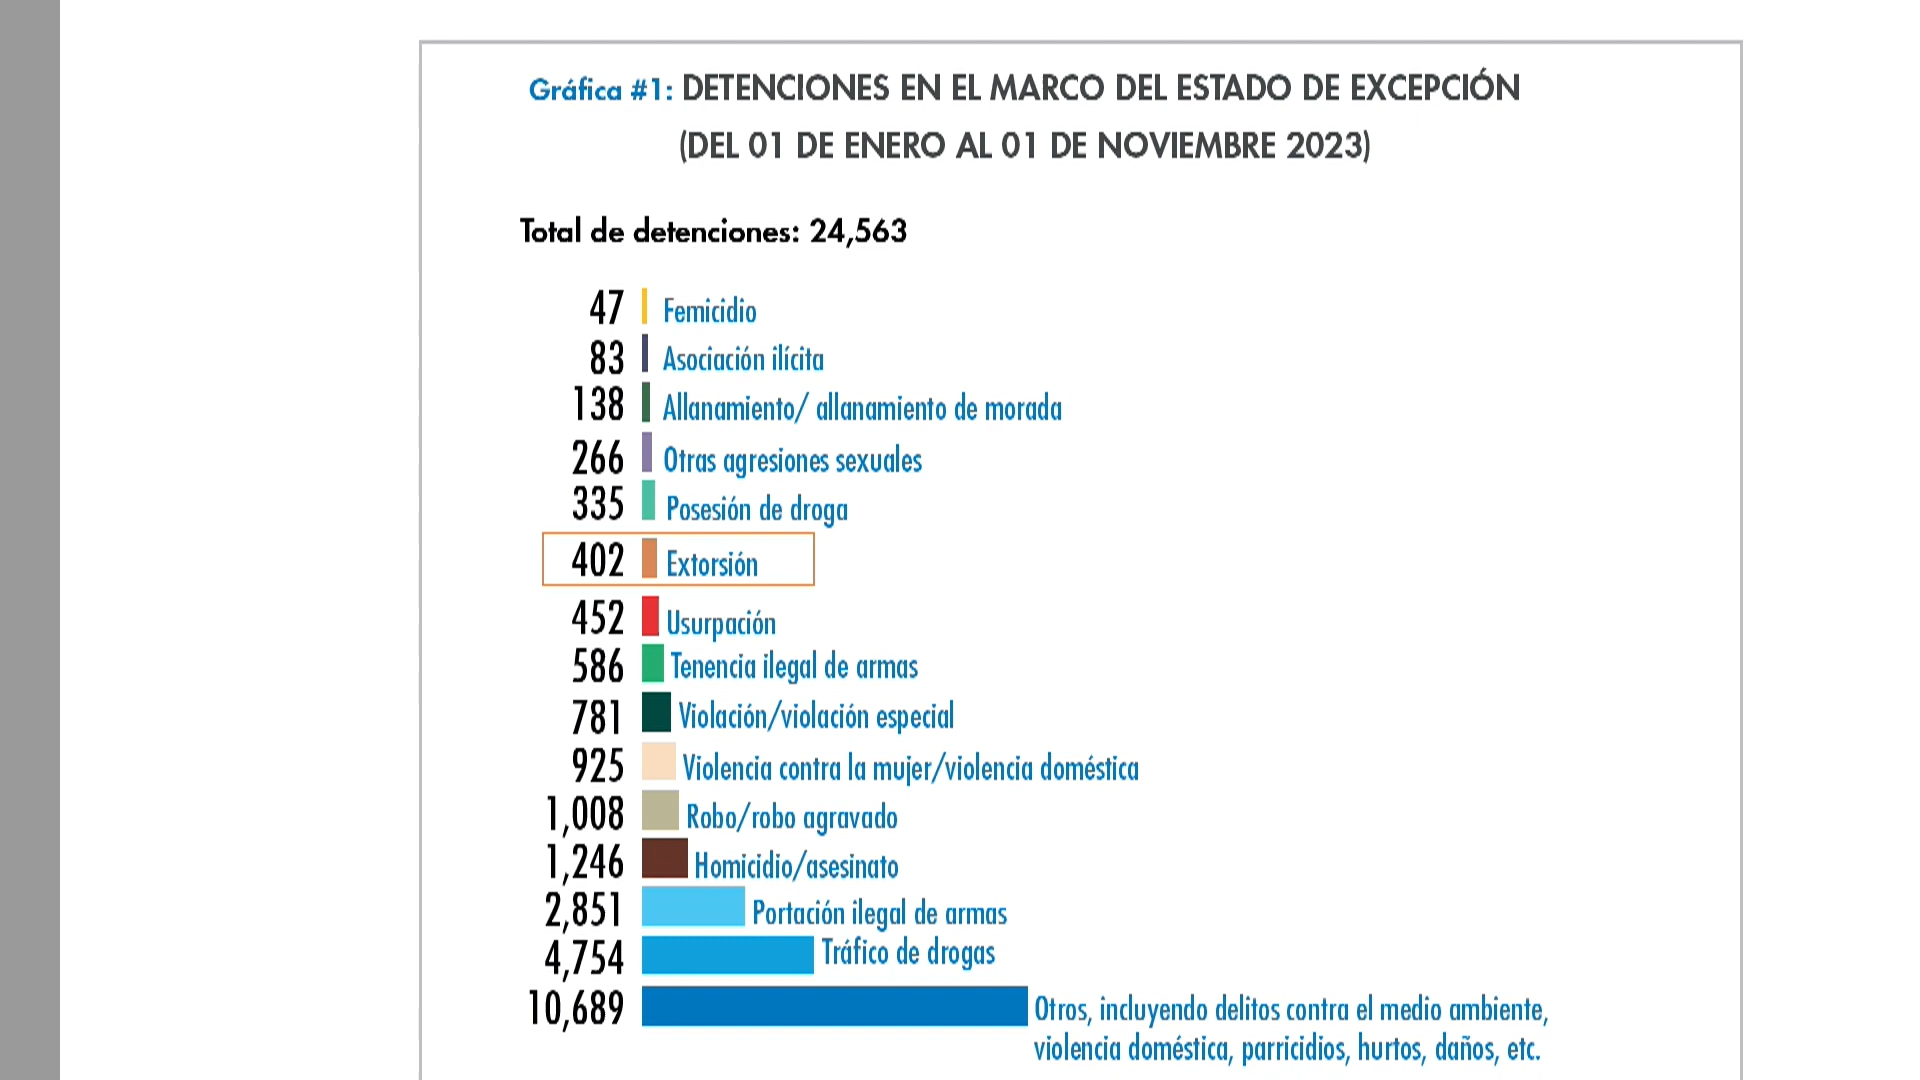 Gráfica #1: DETENCIONES EN EL MARCO DEL ESTADO DE EXCEPCIÓN
(DEL 01 DE ENERO AL 01 DE NOVIEMBRE 2023)
Total de detenciones: 24,563
47 Femicidio
83 Asociación ilícita
138 Allanamiento/ allanamiento de morada
266 Otras agresiones sexuales
335 Posesión de droga
402 Extorsión
452 Usurpación
586 Tenencia ilegal de armas
781 Violación/violación especial
925 Violencia contra la mujer/violencia doméstica
1,008 Robo/robo agravado
1,246 Homicidio/asesinato
2,851 Portación ilegal de armas
4,754 Tráfico de drogas
10,689 Otros, incluyendo delitos contra el medio ambiente,
violencia doméstica, parricidios, hurtos, daños, etc.